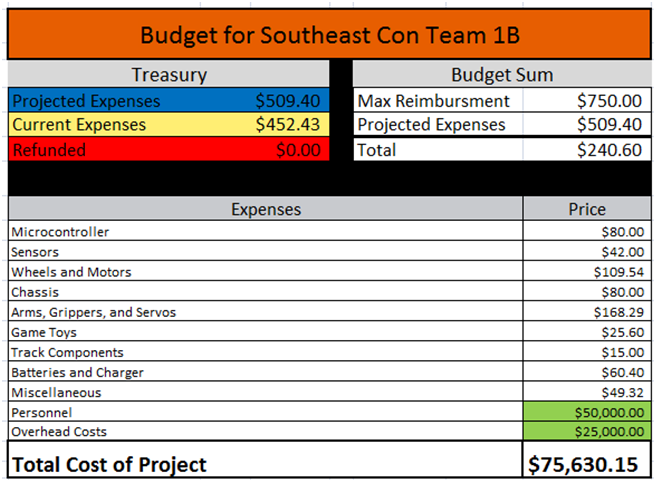 Budget for Southeast Con Team 1B
Treasury
Projected Expenses $509.40
Current Expenses $452.43
Refunded $0.00
Budget Sum
Max Reimbursment $750.00
Projected Expenses $509.40
Total $240.60
Expenses Price
Microcontroller $80.00
Sensors $42.00
Wheels and Motors $109.54
Chassis $80.00
Arms, Grippers, and Servos $168.29
Game Toys $25.60
Track Components $15.00
Batteries and Charger $60.40
Miscellaneous $49.32
Personnel $50,000.00
Overhead Costs $25,000.00
Total Cost of Project $75,630.15